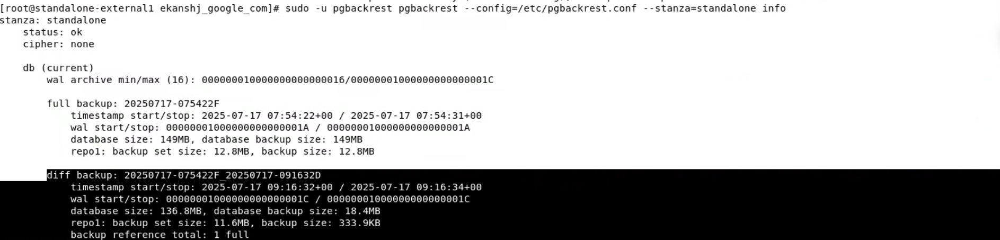 [root@standalone-external1 ekanshj_google_com]# sudo -u pgbackrest pgbackrest --config=/etc/pgbackrest.conf --stanza=standalone info
stanza: standalone
    status: ok
    cipher: none

    db (current)
        wal archive min/max (16): 000000010000000000000016/00000001000000000000001C

        full backup: 20250717-075422F
            timestamp start/stop: 2025-07-17 07:54:22+00 / 2025-07-17 07:54:31+00
            wal start/stop: 00000001000000000000001A / 00000001000000000000001A
            database size: 149MB, database backup size: 149MB
            repo1: backup set size: 12.8MB, backup size: 12.8MB

        diff backup: 20250717-075422F_20250717-091632D
            timestamp start/stop: 2025-07-17 09:16:32+00 / 2025-07-17 09:16:34+00
            wal start/stop: 00000001000000000000001C / 00000001000000000000001C
            database size: 136.8MB, database backup size: 18.4MB
            repo1: backup set size: 11.6MB, backup size: 333.9KB
            backup reference total: 1 full